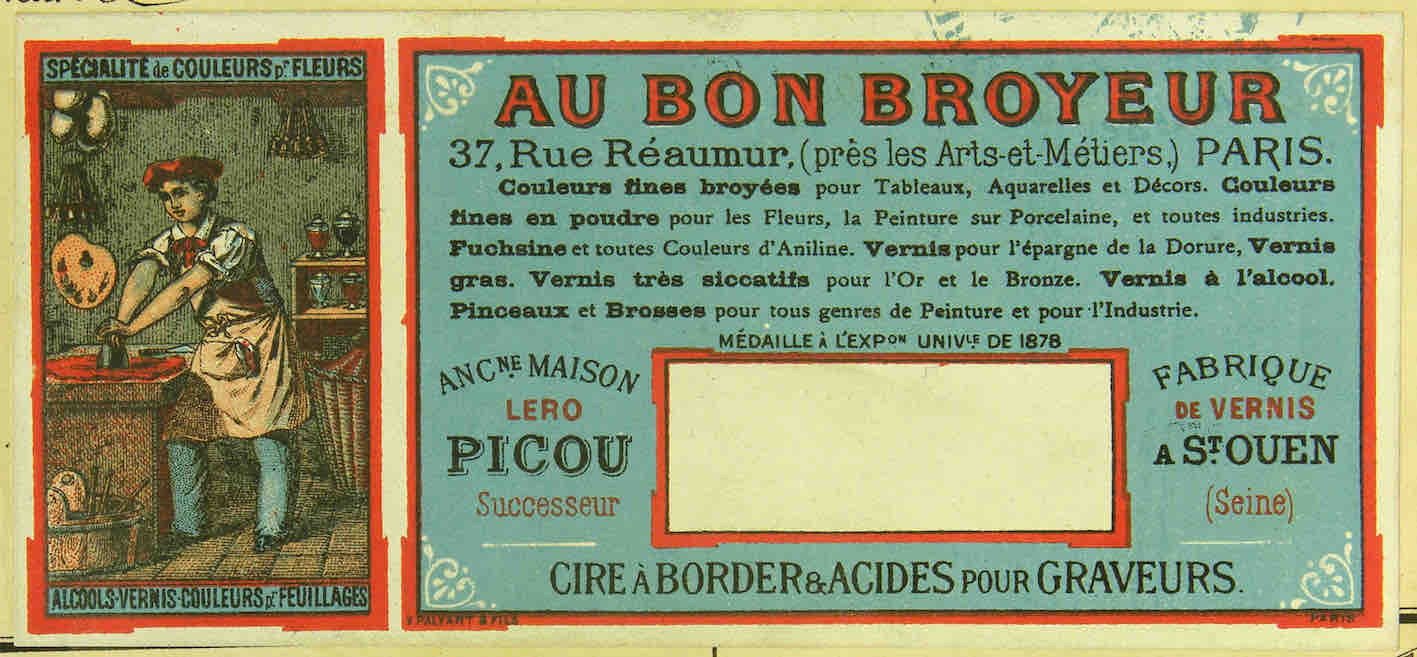 SPÉCIALITÉ de COULEURS pr FLEURS
ALCOOLS-VERNIS-COULEURS pr FEUILLAGES
AU BON BROYEUR
37, Rue Réaumur, (près les Arts-et-Métiers,) PARIS.
Couleurs fines broyées pour Tableaux, Aquarelles et Décors. Couleurs
fines en poudre pour les Fleurs, la Peinture sur Porcelaine, et toutes industries.
Fuchsine et toutes Couleurs d'Aniline. Vernis pour l'épargne de la Dorure, Vernis
gras. Vernis très siccatifs pour l'Or et le Bronze. Vernis à l'alcool.
Pinceaux et Brosses pour tous genres de Peinture et pour l'Industrie.
MÉDAILLE À L'EXPON UNIVLE DE 1878
ANCNE MAISON
LERO
PICOU
Successeur
FABRIQUE
DE VERNIS
A ST OUEN
(Seine)
CIRE À BORDER & ACIDES POUR GRAVEURS.
PALYART & FILS
PARIS